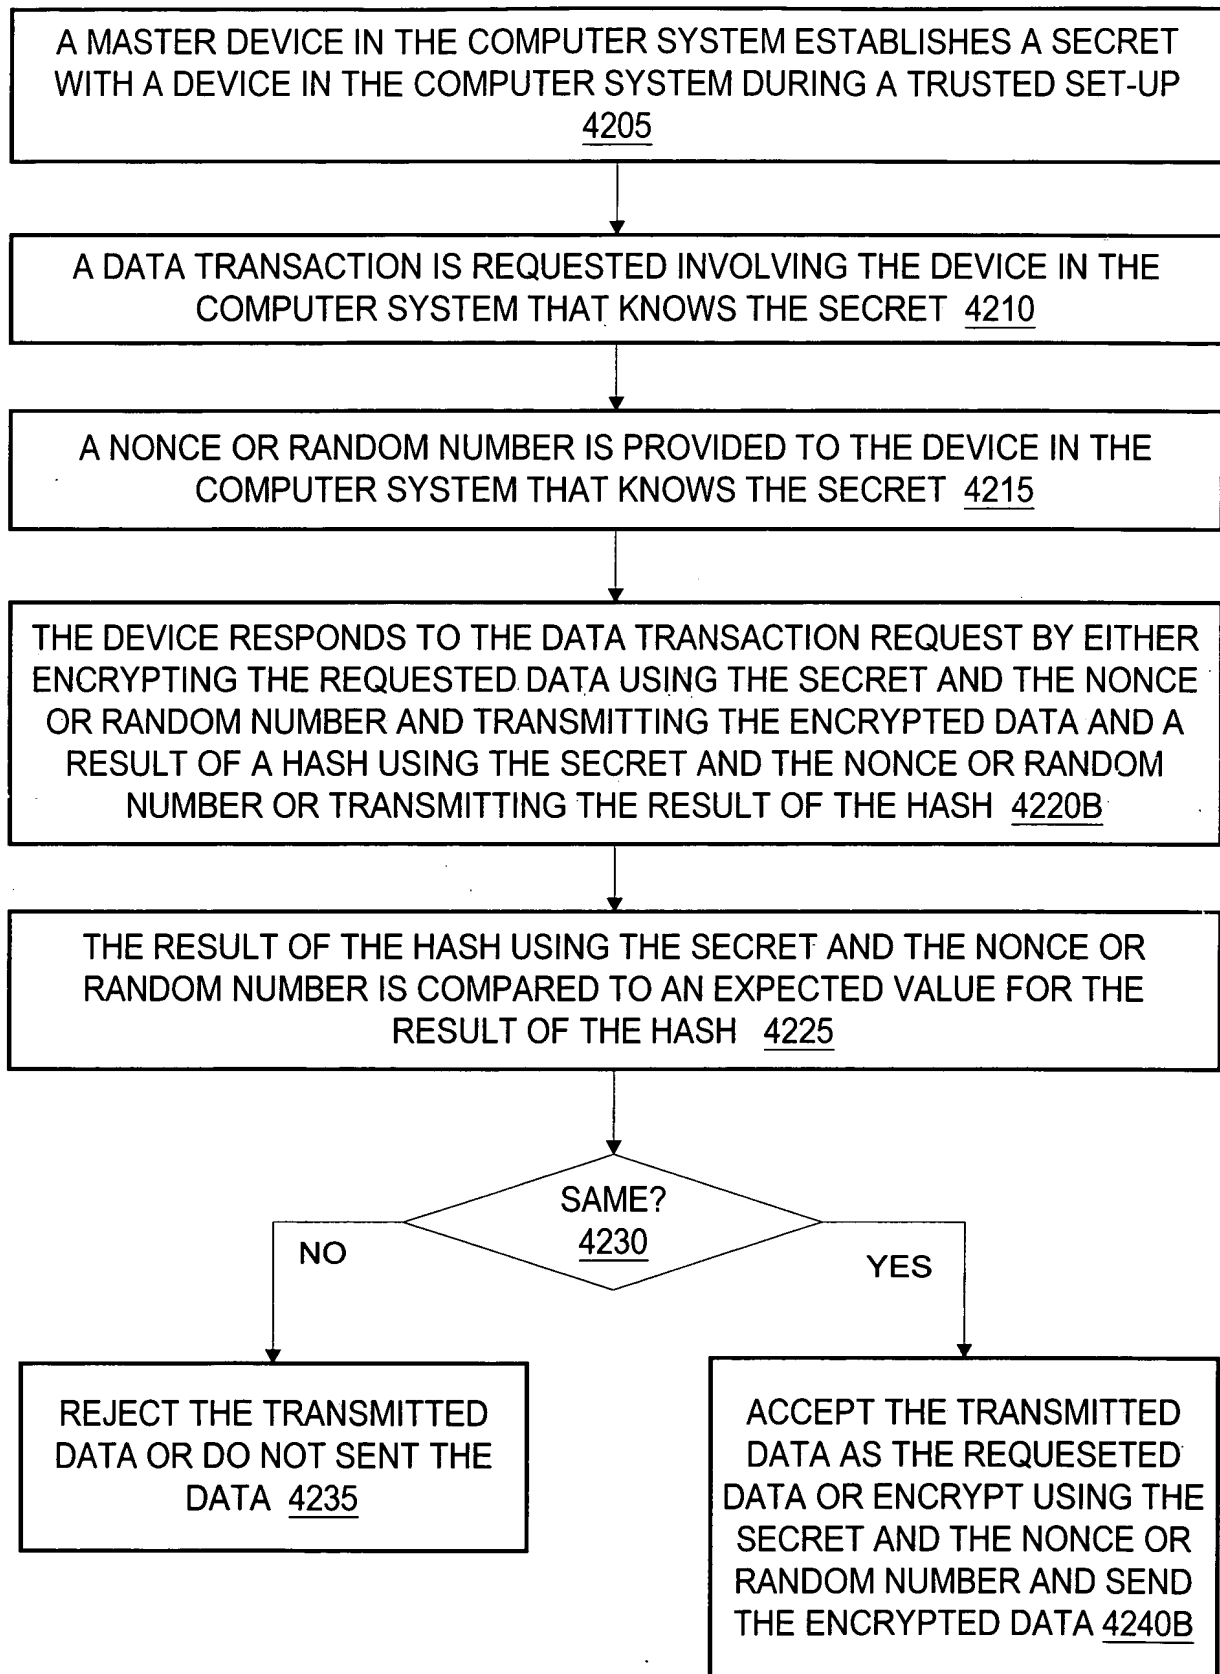 A MASTER DEVICE IN THE COMPUTER SYSTEM ESTABLISHES A SECRET
WITH A DEVICE IN THE COMPUTER SYSTEM DURING A TRUSTED SET-UP
4205
A DATA TRANSACTION IS REQUESTED INVOLVING THE DEVICE IN THE
COMPUTER SYSTEM THAT KNOWS THE SECRET 4210
A NONCE OR RANDOM NUMBER IS PROVIDED TO THE DEVICE IN THE
COMPUTER SYSTEM THAT KNOWS THE SECRET 4215
THE DEVICE RESPONDS TO THE DATA TRANSACTION REQUEST BY EITHER
ENCRYPTING THE REQUESTED DATA USING THE SECRET AND THE NONCE
OR RANDOM NUMBER AND TRANSMITTING THE ENCRYPTED DATA AND A
RESULT OF A HASH USING THE SECRET AND THE NONCE OR RANDOM
NUMBER OR TRANSMITTING THE RESULT OF THE HASH 4220B
THE RESULT OF THE HASH USING THE SECRET AND THE NONCE OR
RANDOM NUMBER IS COMPARED TO AN EXPECTED VALUE FOR THE
RESULT OF THE HASH 4225
SAME?
4230
NO
YES
REJECT THE TRANSMITTED
DATA OR DO NOT SENT THE
DATA 4235
ACCEPT THE TRANSMITTED
DATA AS THE REQUESETED
DATA OR ENCRYPT USING THE
SECRET AND THE NONCE OR
RANDOM NUMBER AND SEND
THE ENCRYPTED DATA 4240B